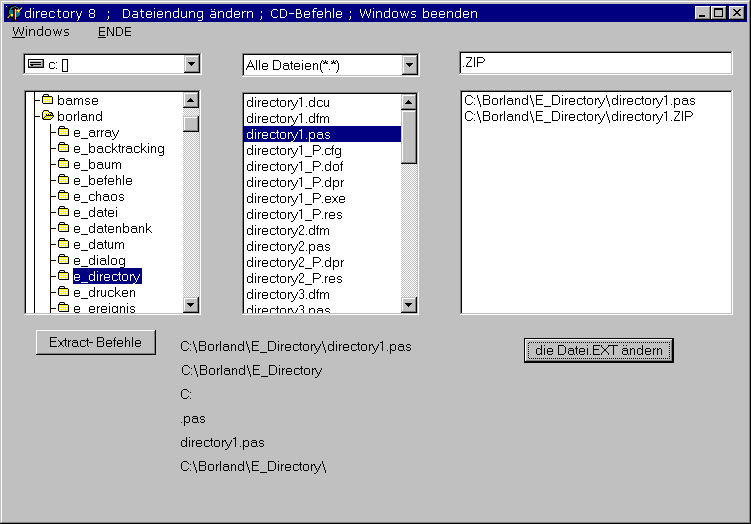 directory 8 ; Dateiendung ändern ; CD-Befehle ; Windows beenden
Windows ENDE
c: []
Alle Dateien(*.*)
.ZIP
bamse
borland
e_array
e_backtracking
e_baum
e_befehle
e_chaos
e_datei
e_datenbank
e_datum
e_dialog
e_directory
e_drucken
e_ereignis
directory1.dcu
directory1.dfm
directory1.pas
directory1_P.cfg
directory1_P.dof
directory1_P.dpr
directory1_P.exe
directory1_P.res
directory2.dfm
directory2.pas
directory2_P.dpr
directory2_P.res
directory3.dfm
directory3.pas
C:\Borland\E_Directory\directory1.pas
C:\Borland\E_Directory\directory1.ZIP
Extract- Befehle
die Datei.EXT ändern
C:\Borland\E_Directory\directory1.pas
C:\Borland\E_Directory
C:
.pas
directory1.pas
C:\Borland\E_Directory\